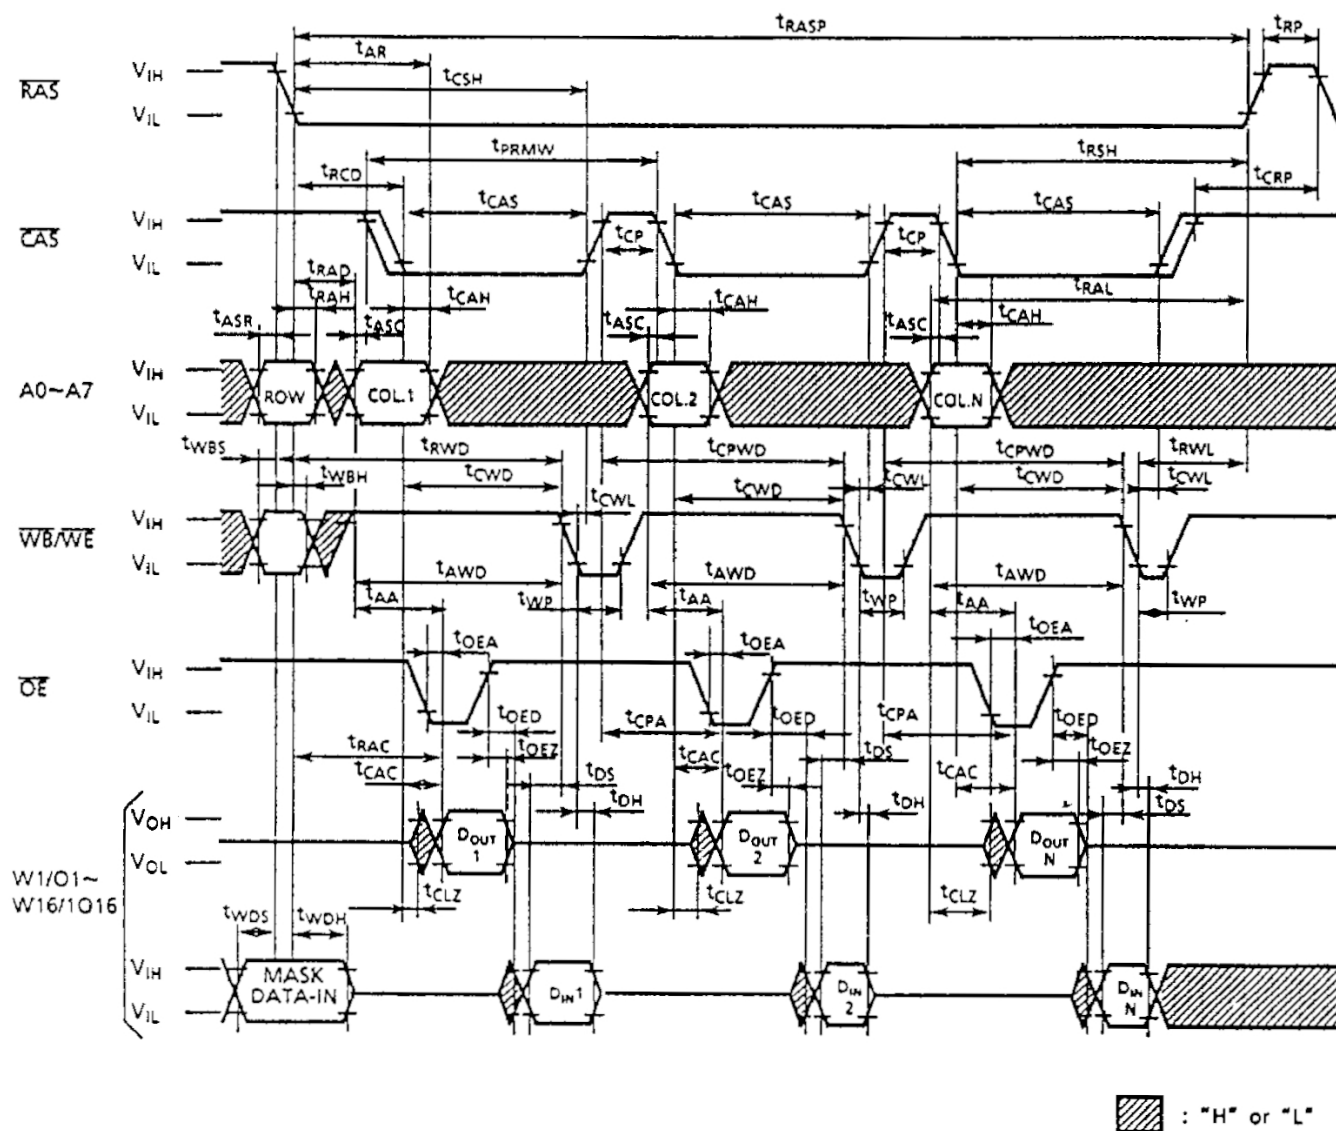 tRASP tRP
tAR
RAS VIH
tCSH
VIL
tPRMW tRSH
tRCD tCRP
tCAS tCAS tCAS
CAS VIH
tCP tCP
VIL
tRAD
tRAH tCAH tCAH tRAL
tASR tASC tASC tASC tCAH
A0~A7 VIH
ROW COL.1 COL.2 COL.N
VIL
tWBS tRWD tCPWD tCPWD tRWL
tWBH tCWD tCWL tCWD tCWL tCWD tCWL
WB/WE VIH
VIL
tAWD tAWD tAWD
tAA tWP tAA tWP tAA tWP
tOEA tOEA tOEA
OE VIH
VIL
tOED tCPA tOED tCPA tOED
tRAC tOEZ tDS tCAC tOEZ tDS tCAC tOEZ
tCAC tDH tDH tDH
tDS
VOH
DOUT 1 DOUT 2 DOUT N
VOL
W1/O1~
W16/1O16
tCLZ tCLZ tCLZ
tWDS tWDH
VIH
MASK DATA-IN DIN 1 DIN 2 DIN N
VIL
: "H" or "L"